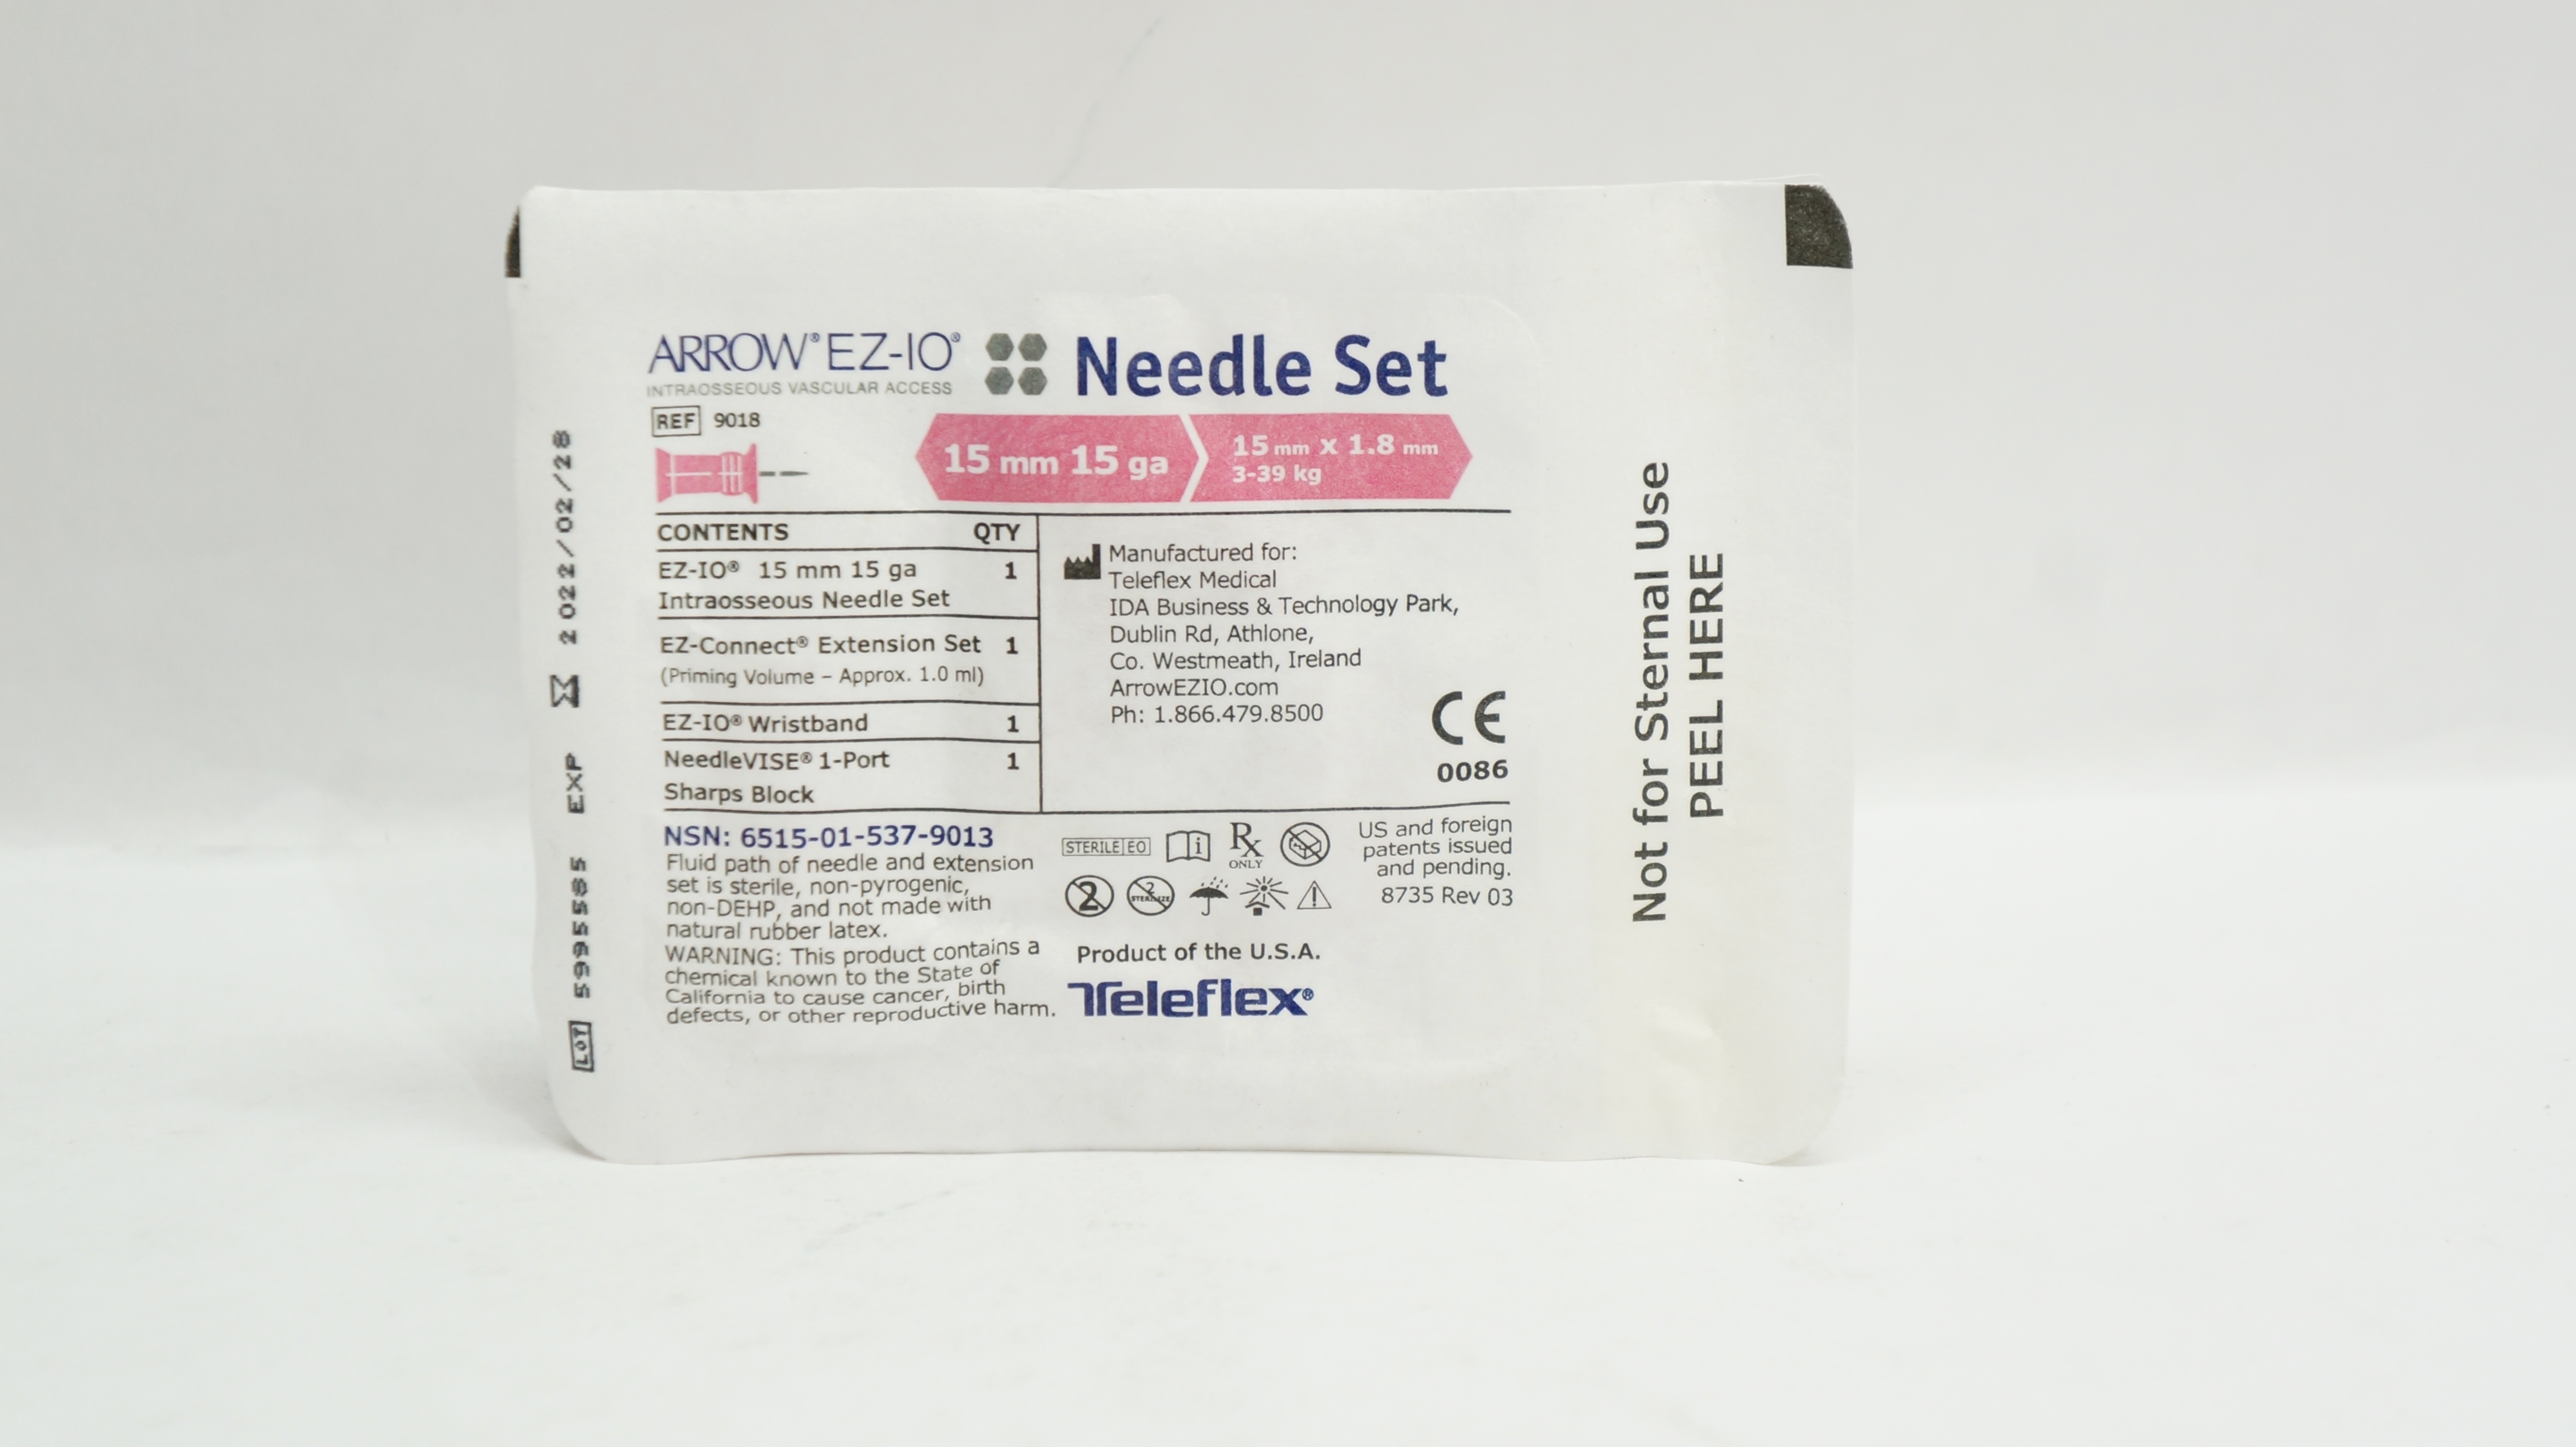 ARROW® EZ-IO®
INTRAOSSEOUS VASCULAR ACCESS
Needle Set
REF 9018
15 mm 15 ga
15 mm x 1.8 mm
3-39 kg
CONTENTS QTY
EZ-IO® 15 mm 15 ga 1
Intraosseous Needle Set
EZ-Connect® Extension Set 1
(Priming Volume – Approx. 1.0 ml)
EZ-IO® Wristband 1
NeedleVISE® 1-Port 1
Sharps Block
Manufactured for:
Teleflex Medical
IDA Business & Technology Park,
Dublin Rd, Athlone,
Co. Westmeath, Ireland
ArrowEZIO.com
Ph: 1.866.479.8500
CE
0086
NSN: 6515-01-537-9013
Fluid path of needle and extension
set is sterile, non-pyrogenic,
non-DEHP, and not made with
natural rubber latex.
WARNING: This product contains a
chemical known to the State of
California to cause cancer, birth
defects, or other reproductive harm.
STERILE EO
i
Rx
ONLY
2
2
STERILIZE
US and foreign
patents issued
and pending.
8735 Rev 03
Product of the U.S.A.
Teleflex®
Not for Sternal Use
PEEL HERE
EXP 2022/02/28
LOT